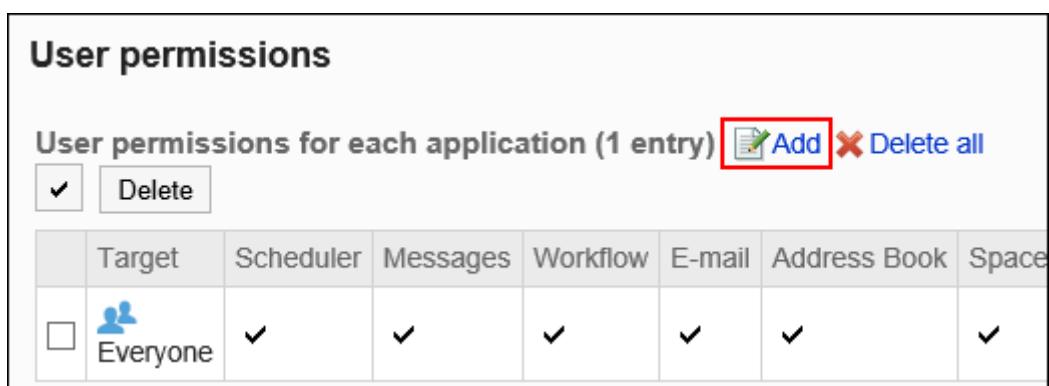 User permissions
User permissions for each application (1 entry) Add Delete all
Delete
Target Scheduler Messages Workflow E-mail Address Book Space
Everyone